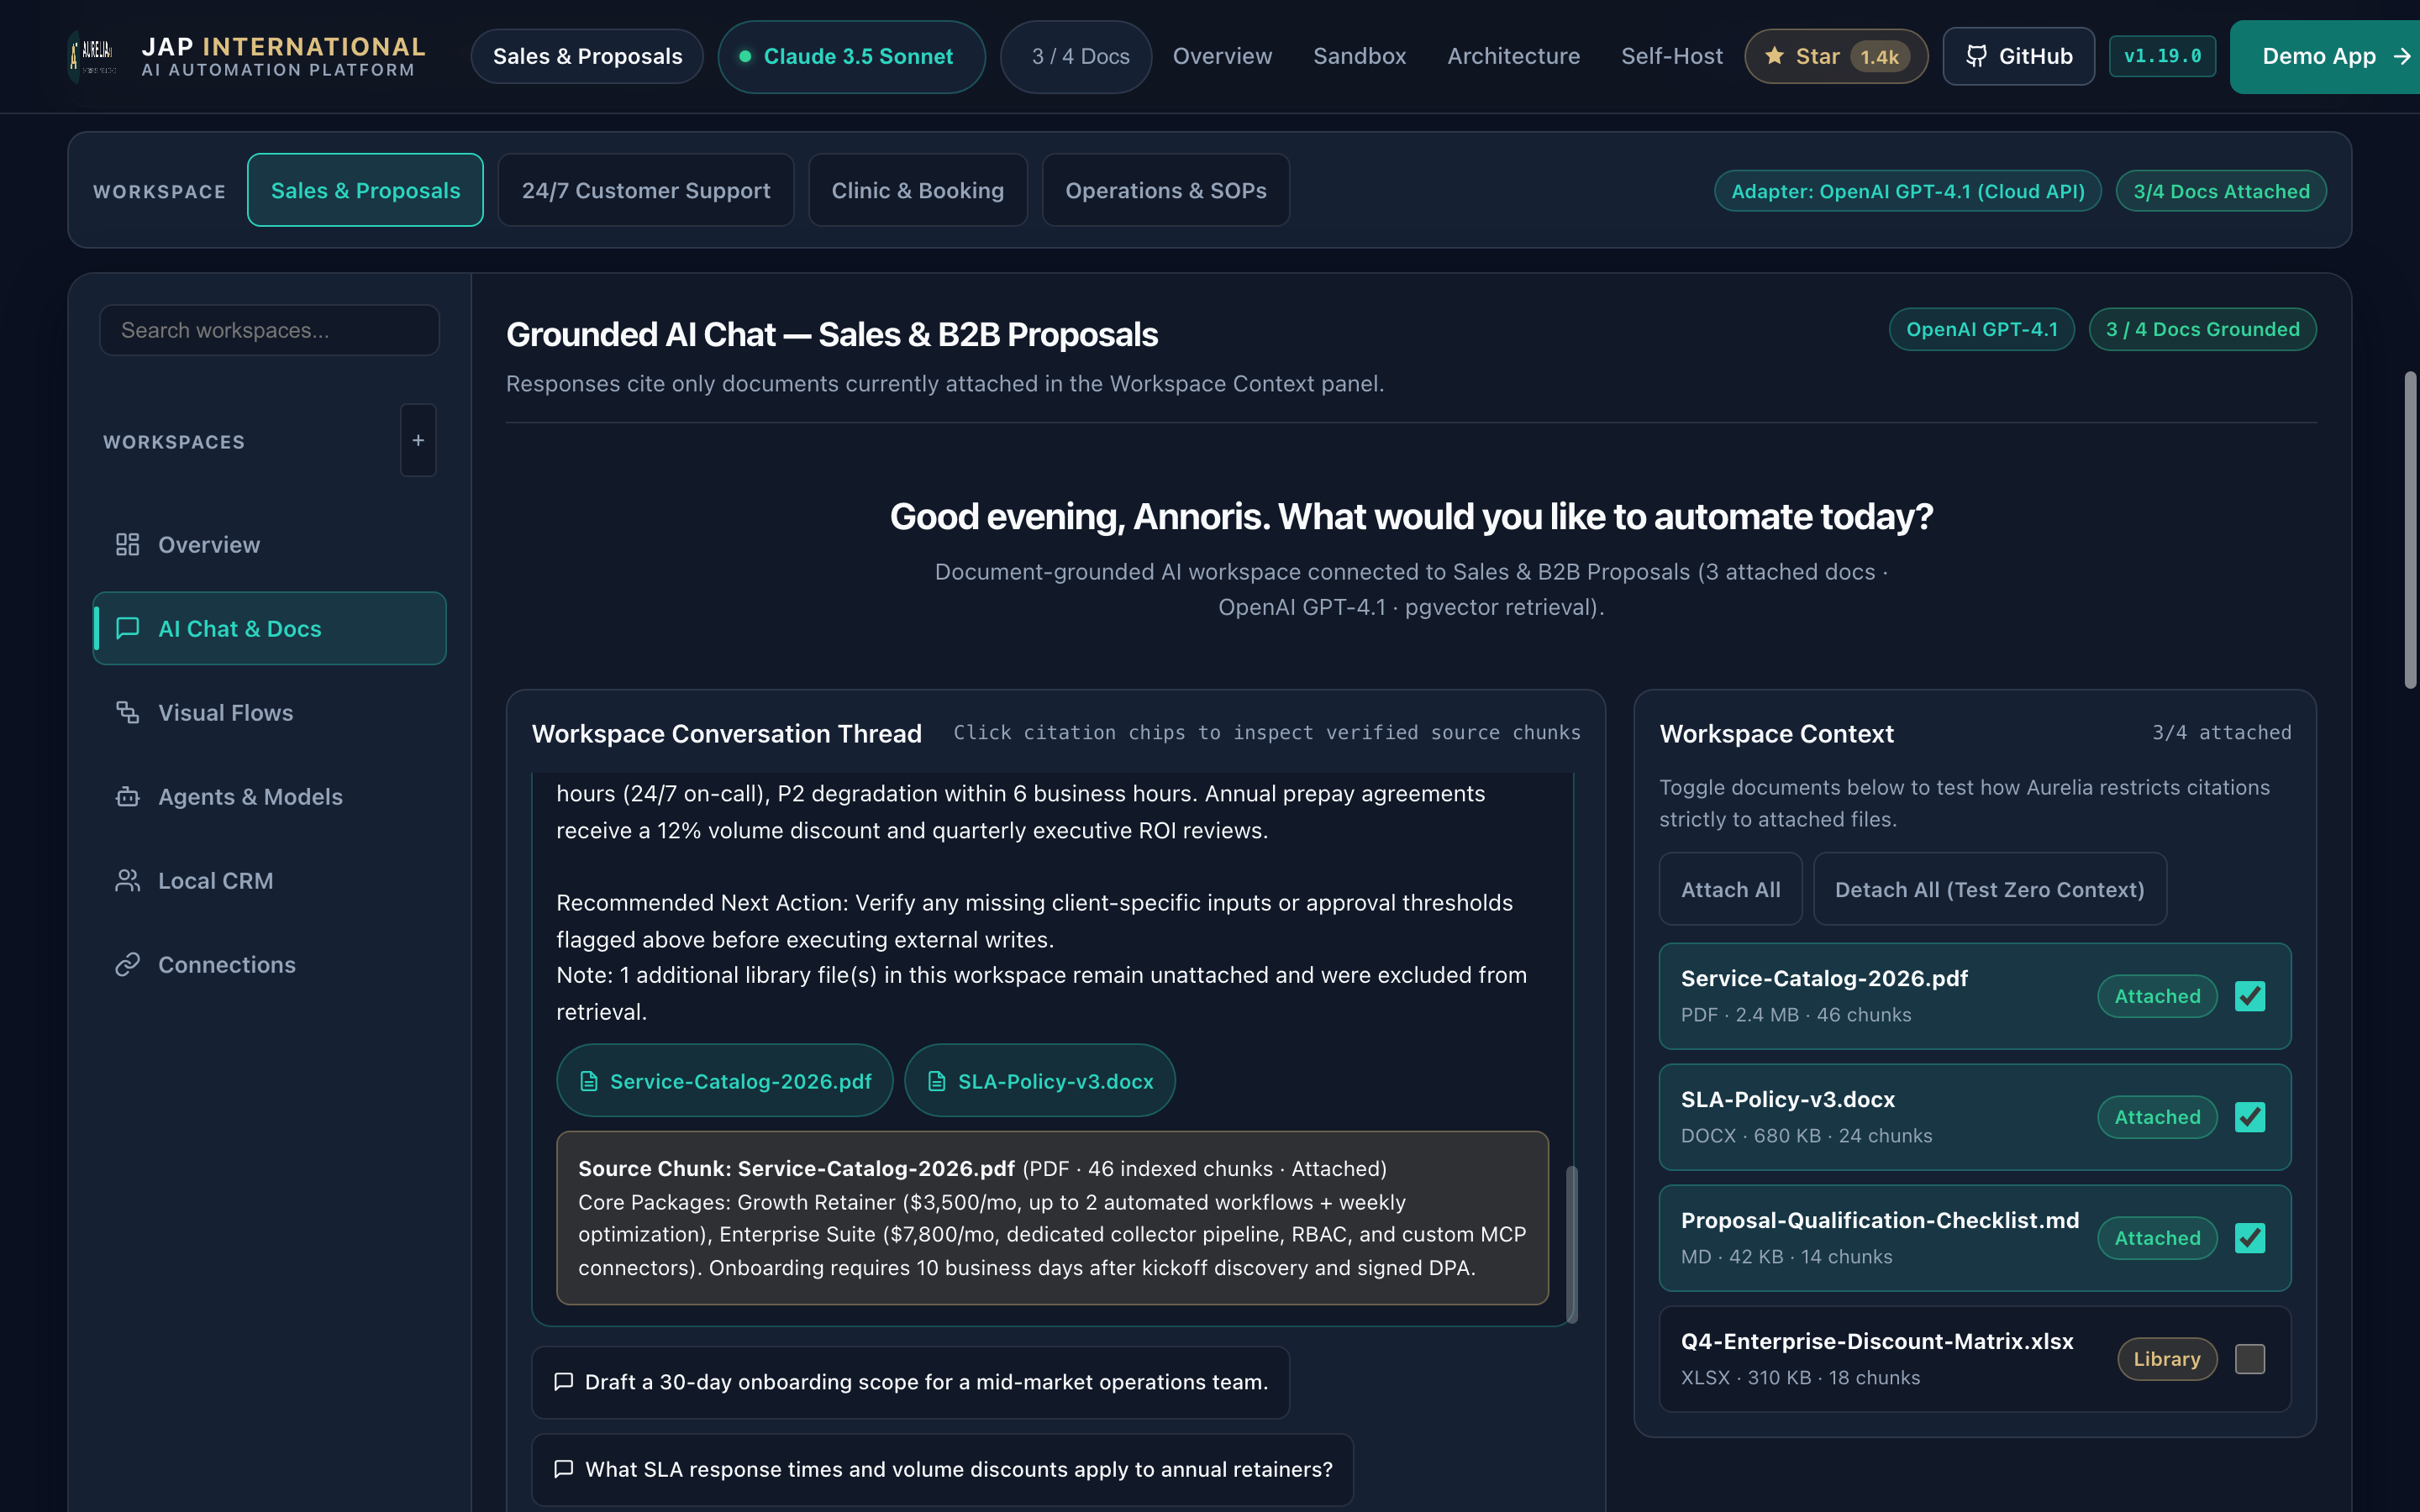 JAP INTERNATIONAL
AI AUTOMATION PLATFORM
Sales & Proposals
Claude 3.5 Sonnet
3 / 4 Docs
Overview
Sandbox
Architecture
Self-Host
Star 1.4k
GitHub
v1.19.0
Demo App →
WORKSPACE
Sales & Proposals
24/7 Customer Support
Clinic & Booking
Operations & SOPs
Adapter: OpenAI GPT-4.1 (Cloud API)
3/4 Docs Attached
Search workspaces...
WORKSPACES
+
Overview
AI Chat & Docs
Visual Flows
Agents & Models
Local CRM
Connections
Grounded AI Chat — Sales & B2B Proposals
OpenAI GPT-4.1
3 / 4 Docs Grounded
Responses cite only documents currently attached in the Workspace Context panel.
Good evening, Annoris. What would you like to automate today?
Document-grounded AI workspace connected to Sales & B2B Proposals (3 attached docs ·
OpenAI GPT-4.1 · pgvector retrieval).
Workspace Conversation Thread
Click citation chips to inspect verified source chunks
hours (24/7 on-call), P2 degradation within 6 business hours. Annual prepay agreements
receive a 12% volume discount and quarterly executive ROI reviews.
Recommended Next Action: Verify any missing client-specific inputs or approval thresholds
flagged above before executing external writes.
Note: 1 additional library file(s) in this workspace remain unattached and were excluded from
retrieval.
Service-Catalog-2026.pdf
SLA-Policy-v3.docx
Source Chunk: Service-Catalog-2026.pdf (PDF · 46 indexed chunks · Attached)
Core Packages: Growth Retainer ($3,500/mo, up to 2 automated workflows + weekly
optimization), Enterprise Suite ($7,800/mo, dedicated collector pipeline, RBAC, and custom MCP
connectors). Onboarding requires 10 business days after kickoff discovery and signed DPA.
Draft a 30-day onboarding scope for a mid-market operations team.
What SLA response times and volume discounts apply to annual retainers?
Workspace Context
3/4 attached
Toggle documents below to test how Aurelia restricts citations
strictly to attached files.
Attach All
Detach All (Test Zero Context)
Service-Catalog-2026.pdf
PDF · 2.4 MB · 46 chunks
Attached
SLA-Policy-v3.docx
DOCX · 680 KB · 24 chunks
Attached
Proposal-Qualification-Checklist.md
MD · 42 KB · 14 chunks
Attached
Q4-Enterprise-Discount-Matrix.xlsx
XLSX · 310 KB · 18 chunks
Library